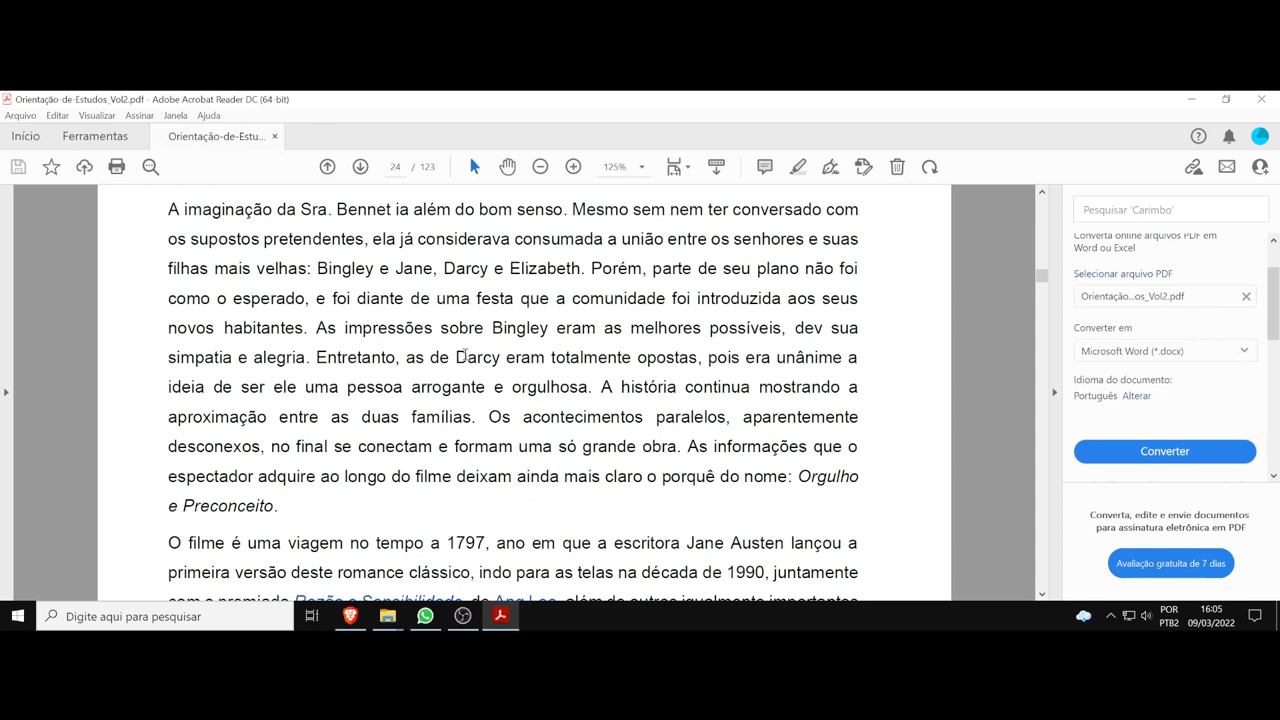 Orientação-de-Estudos_Vol2.pdf - Adobe Acrobat Reader DC (64-bit)
Arquivo Editar Visualizar Assinar Janela Ajuda
Início Ferramentas Orientação-de-Estu... ×
24 / 123 125%
A imaginação da Sra. Bennet ia além do bom senso. Mesmo sem nem ter conversado com
os supostos pretendentes, ela já considerava consumada a união entre os senhores e suas
filhas mais velhas: Bingley e Jane, Darcy e Elizabeth. Porém, parte de seu plano não foi
como o esperado, e foi diante de uma festa que a comunidade foi introduzida aos seus
novos habitantes. As impressões sobre Bingley eram as melhores possíveis, dev sua
simpatia e alegria. Entretanto, as de Darcy eram totalmente opostas, pois era unânime a
ideia de ser ele uma pessoa arrogante e orgulhosa. A história continua mostrando a
aproximação entre as duas famílias. Os acontecimentos paralelos, aparentemente
desconexos, no final se conectam e formam uma só grande obra. As informações que o
espectador adquire ao longo do filme deixam ainda mais claro o porquê do nome: Orgulho
e Preconceito.
O filme é uma viagem no tempo a 1797, ano em que a escritora Jane Austen lançou a
primeira versão deste romance clássico, indo para as telas na década de 1990, juntamente
com o premiado Razão e Sensibilidade, de Ang Lee, além de outros igualmente importantes
Pesquisar 'Carimbo'
Converta online arquivos PDF em
Word ou Excel
Selecionar arquivo PDF
Orientação...os_Vol2.pdf
Converter em
Microsoft Word (*.docx)
Idioma do documento:
Português Alterar
Converter
Converta, edite e envie documentos
para assinatura eletrônica em PDF
Avaliação gratuita de 7 dias
Digite aqui para pesquisar
POR
PTB2
16:05
09/03/2022